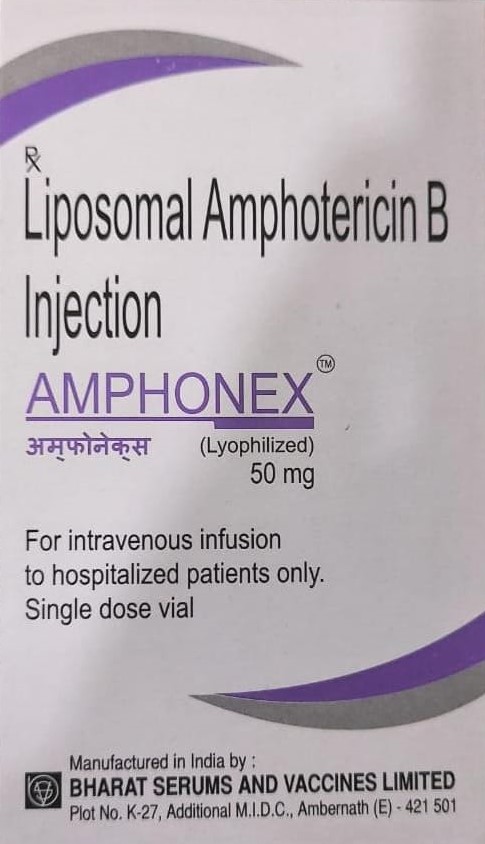 Rx
Liposomal Amphotericin B
Injection
AMPHONEX™
अम्फोनेक्स
(Lyophilized)
50 mg
For intravenous infusion
to hospitalized patients only.
Single dose vial
Manufactured in India by :
BHARAT SERUMS AND VACCINES LIMITED
Plot No. K-27, Additional M.I.D.C., Ambernath (E) - 421 501